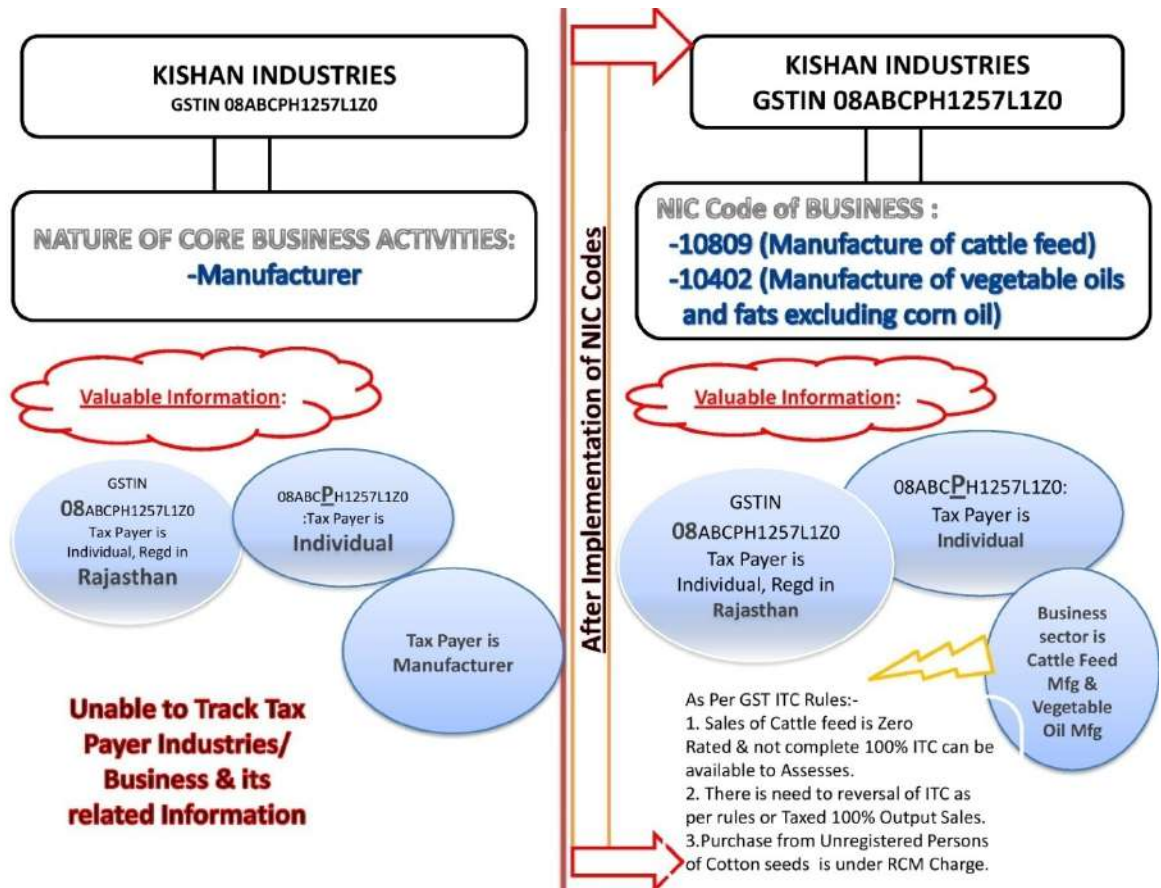 KISHAN INDUSTRIES
GSTIN 08ABCPH1257L1Z0
NATURE OF CORE BUSINESS ACTIVITIES:
-Manufacturer
Valuable Information:
GSTIN
08ABCPH1257L1Z0
Tax Payer is
Individual, Regd in
Rajasthan
08ABCPH1257L1Z0
:Tax Payer is
Individual
Tax Payer is
Manufacturer
Unable to Track Tax
Payer Industries/
Business & its
related Information
After Implementation of NIC Codes
KISHAN INDUSTRIES
GSTIN 08ABCPH1257L1Z0
NIC Code of BUSINESS :
-10809 (Manufacture of cattle feed)
-10402 (Manufacture of vegetable oils
and fats excluding corn oil)
Valuable Information:
GSTIN
08ABCPH1257L1Z0
Tax Payer is
Individual, Regd in
Rajasthan
08ABCPH1257L1Z0:
Tax Payer is
Individual
Business
sector is
Cattle Feed
Mfg &
Vegetable
Oil Mfg
As Per GST ITC Rules:-
1. Sales of Cattle feed is Zero
Rated & not complete 100% ITC can be
available to Assesses.
2. There is need to reversal of ITC as
per rules or Taxed 100% Output Sales.
3.Purchase from Unregistered Persons
of Cotton seeds is under RCM Charge.